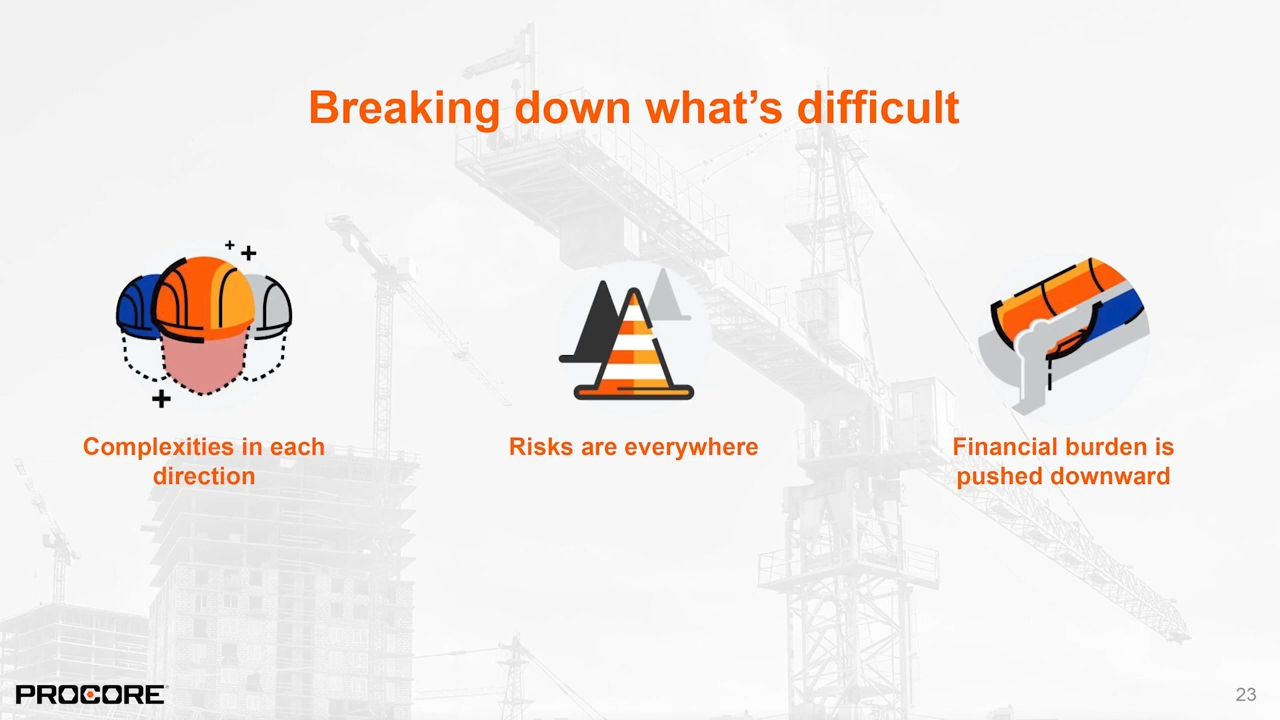 Breaking down what’s difficult
Complexities in each
direction
Risks are everywhere
Financial burden is
pushed downward
PROCORE
23